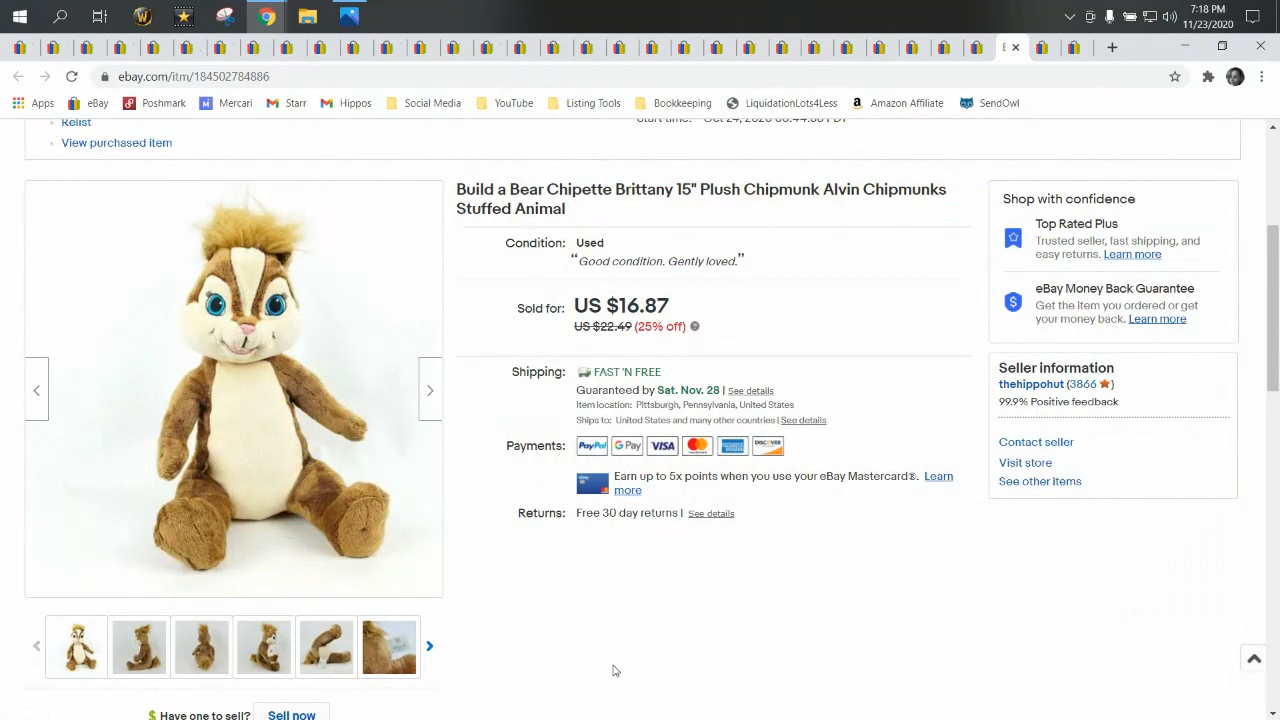 7:18 PM
11/23/2020
E
ebay.com/itm/184502784886
Apps
eBay
Poshmark
Mercari
Starr
Hippos
Social Media
YouTube
Listing Tools
Bookkeeping
LiquidationLots4Less
Amazon Affiliate
SendOwl
Relist
View purchased item
Build a Bear Chipette Brittany 15" Plush Chipmunk Alvin Chipmunks
Stuffed Animal
Condition: Used
“Good condition. Gently loved.”
Sold for: US $16.87
US $22.49 (25% off)
Shipping: FAST 'N FREE
Guaranteed by Sat. Nov. 28 | See details
Item location: Pittsburgh, Pennsylvania, United States
Ships to: United States and many other countries | See details
Payments: PayPal G Pay VISA
Earn up to 5x points when you use your eBay Mastercard®. Learn
more
Returns: Free 30 day returns | See details
Shop with confidence
Top Rated Plus
Trusted seller, fast shipping, and
easy returns. Learn more
eBay Money Back Guarantee
Get the item you ordered or get
your money back. Learn more
Seller information
thehippohut (3866)
99.9% Positive feedback
Contact seller
Visit store
See other items
Have one to sell? Sell now